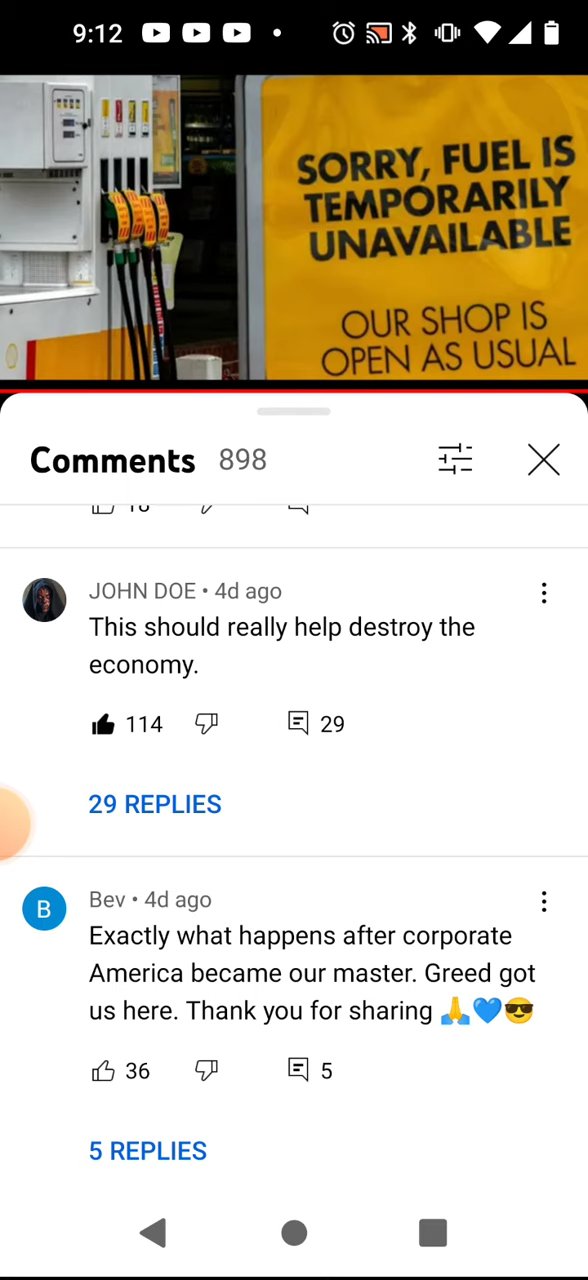 9:12
SORRY, FUEL IS
TEMPORARILY
UNAVAILABLE
OUR SHOP IS
OPEN AS USUAL
Comments 898
JOHN DOE • 4d ago
This should really help destroy the
economy.
114 29
29 REPLIES
B
Bev • 4d ago
Exactly what happens after corporate
America became our master. Greed got
us here. Thank you for sharing 🙏💙😎
36 5
5 REPLIES